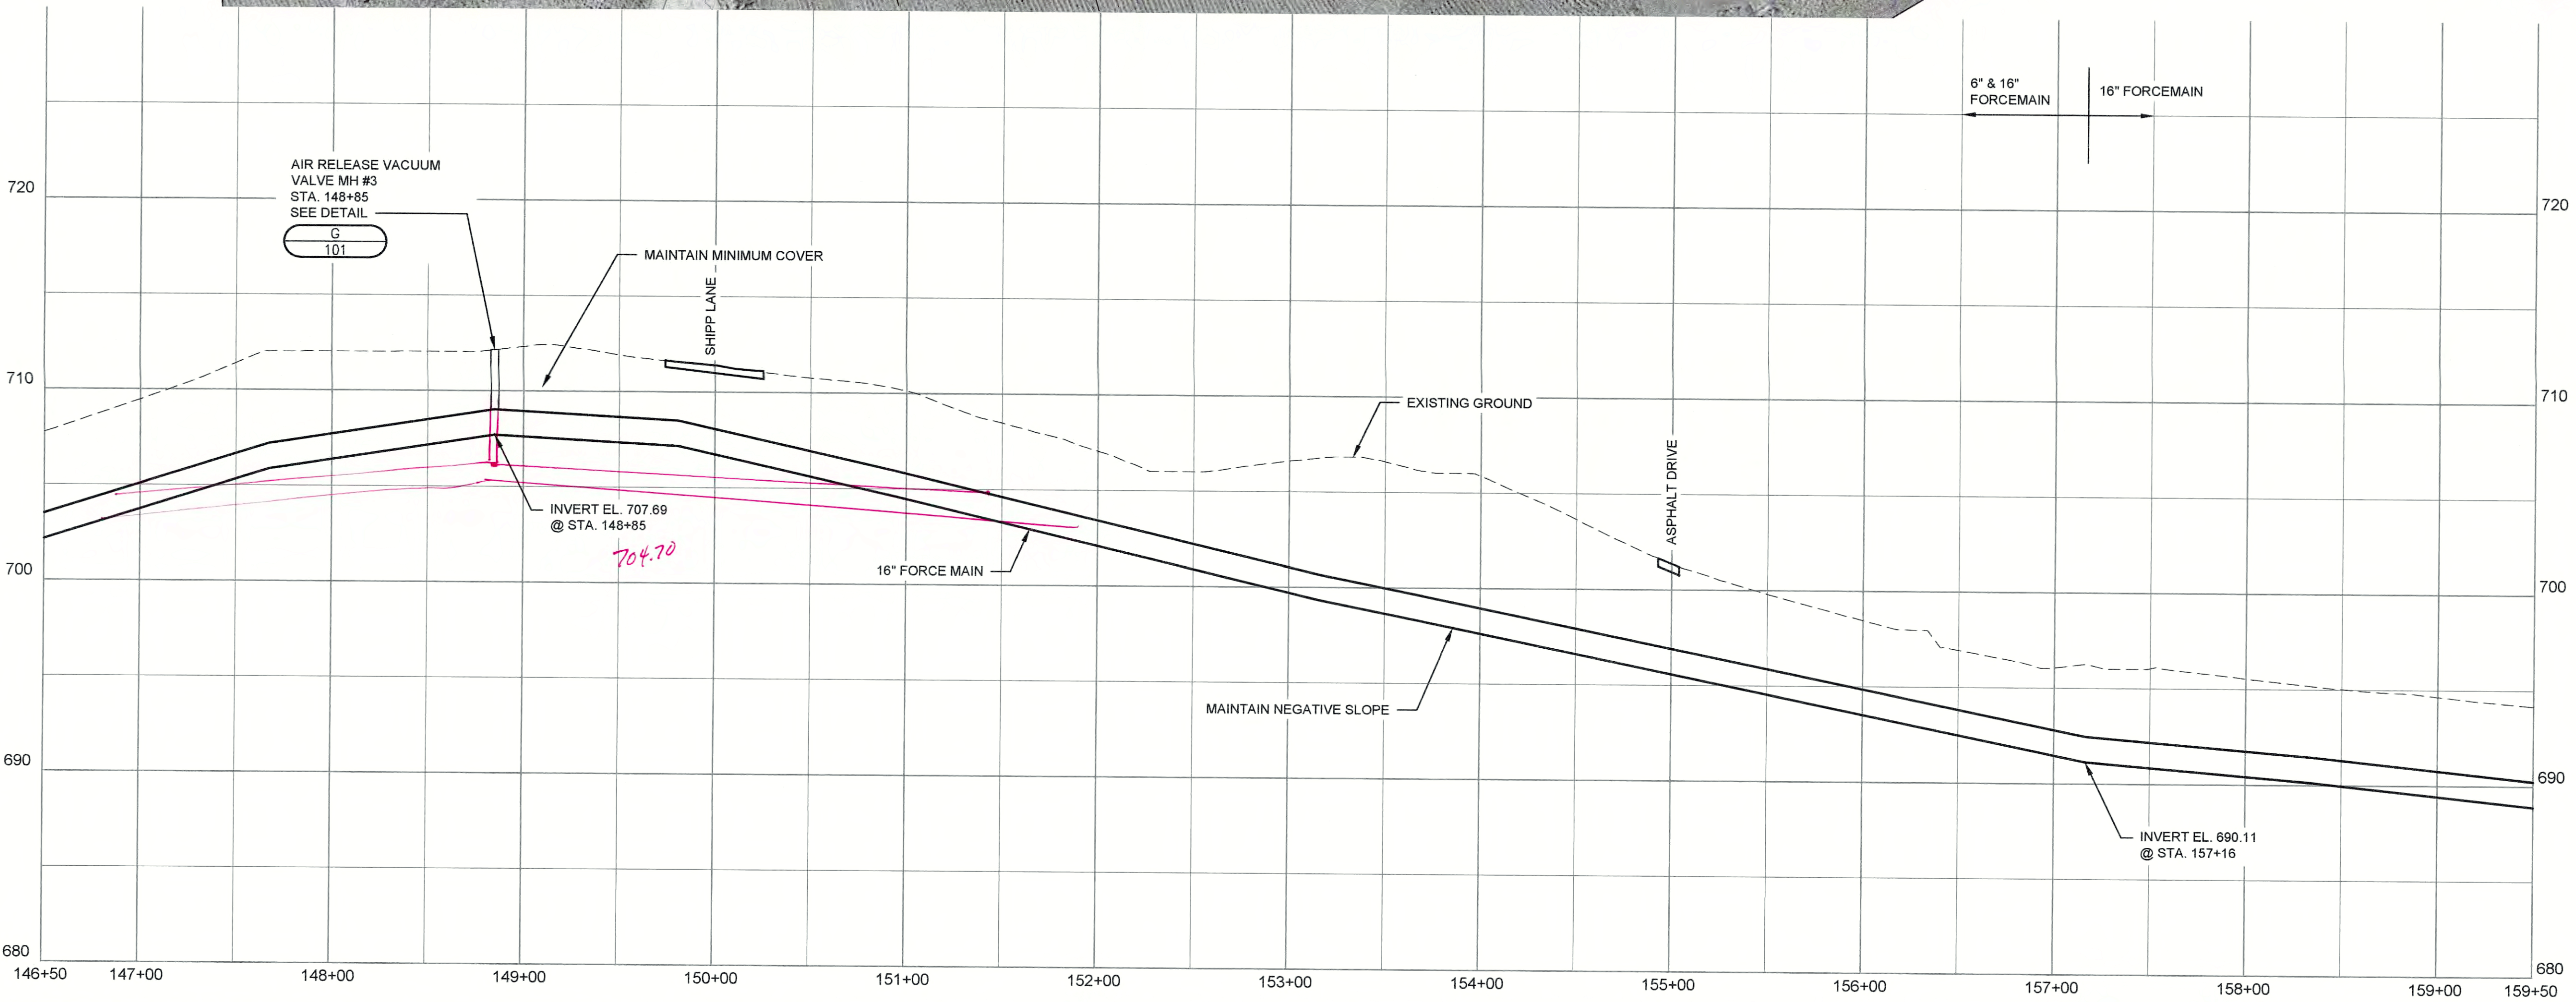 6" & 16"
FORCEMAIN
16" FORCEMAIN
AIR RELEASE VACUUM
VALVE MH #3
STA. 148+85
SEE DETAIL
G
101
720
720
MAINTAIN MINIMUM COVER
SHIPP LANE
710
710
EXISTING GROUND
ASPHALT DRIVE
INVERT EL. 707.69
@ STA. 148+85
704.70
16" FORCE MAIN
700
700
MAINTAIN NEGATIVE SLOPE
690
690
INVERT EL. 690.11
@ STA. 157+16
680
680
146+50 147+00 148+00 149+00 150+00 151+00 152+00 153+00 154+00 155+00 156+00 157+00 158+00 159+00 159+50